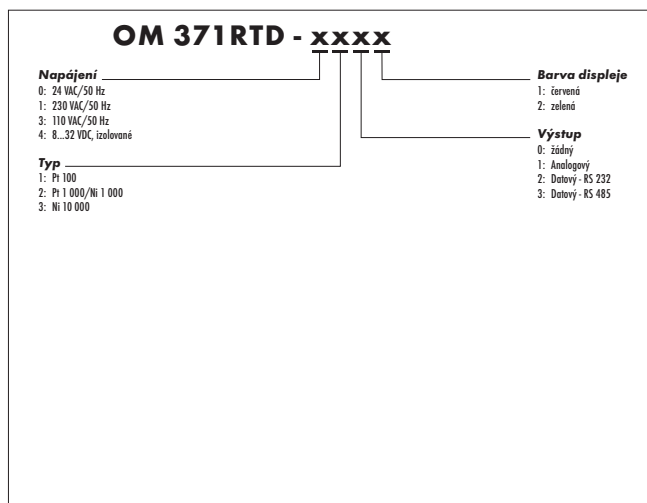 OM 371RTD - xxxx
Napájení
0: 24 VAC/50 Hz
1: 230 VAC/50 Hz
3: 110 VAC/50 Hz
4: 8...32 VDC, izolované
Typ
1: Pt 100
2: Pt 1 000/Ni 1 000
3: Ni 10 000
Barva displeje
1: červená
2: zelená
Výstup
0: žádný
1: Analogový
2: Datový - RS 232
3: Datový - RS 485